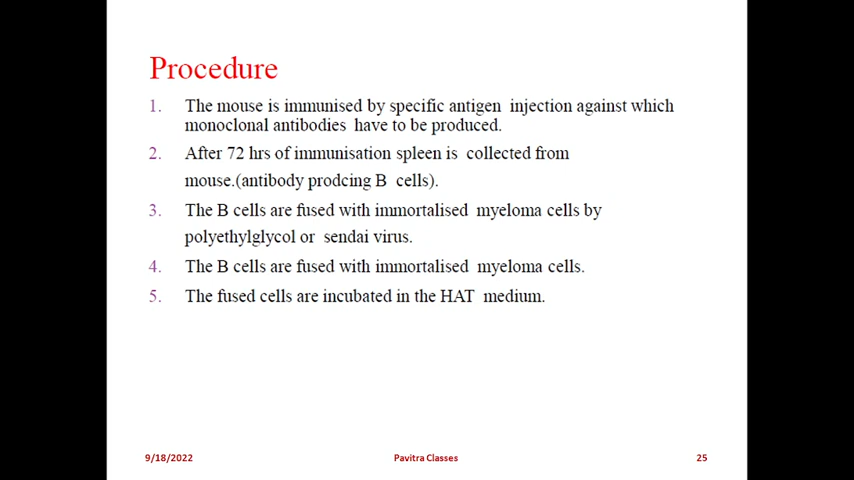 Procedure
1. The mouse is immunised by specific antigen injection against which
monoclonal antibodies have to be produced.
2. After 72 hrs of immunisation spleen is collected from
mouse.(antibody prodcing B cells).
3. The B cells are fused with immortalised myeloma cells by
polyethylglycol or sendai virus.
4. The B cells are fused with immortalised myeloma cells.
5. The fused cells are incubated in the HAT medium.
9/18/2022 Pavitra Classes 25